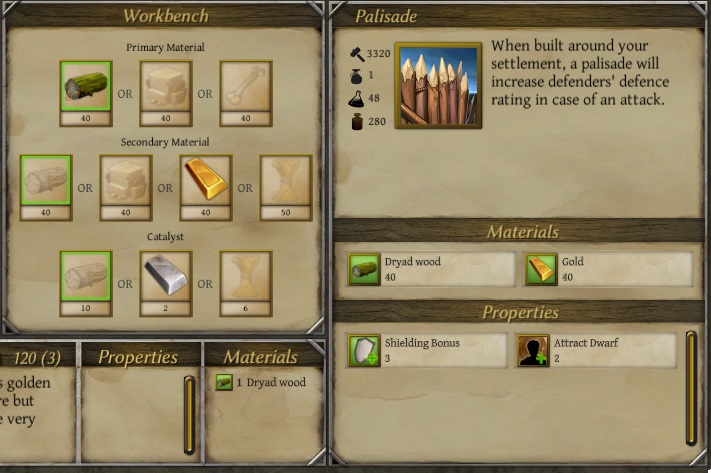 Workbench
Primary Material
OR
OR
40
40
40
Secondary Material
OR
OR
OR
40
40
40
50
Catalyst
OR
OR
10
2
6
120 (3)
s golden
re but
e very
Properties
Materials
1 Dryad wood
Palisade
3320
1
48
280
When built around your
settlement, a palisade will
increase defenders' defence
rating in case of an attack.
Materials
Dryad wood
40
Gold
40
Properties
Shielding Bonus
3
Attract Dwarf
2